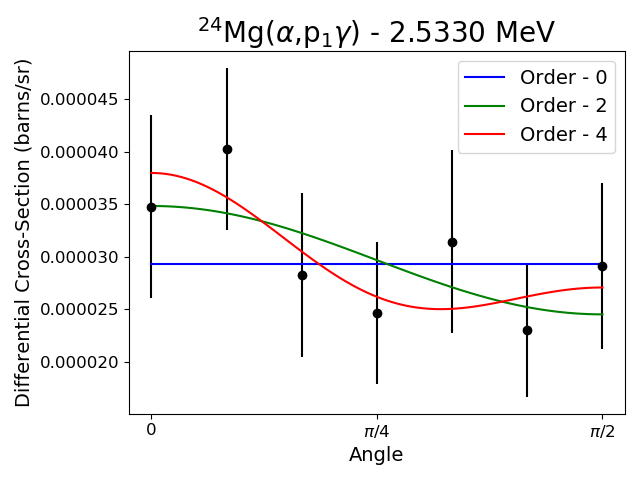 ²⁴Mg(α,p₁γ) - 2.5330 MeV
Differential Cross-Section (barns/sr)
0.000045
0.000040
0.000035
0.000030
0.000025
0.000020
Order - 0
Order - 2
Order - 4
0
π/4
π/2
Angle